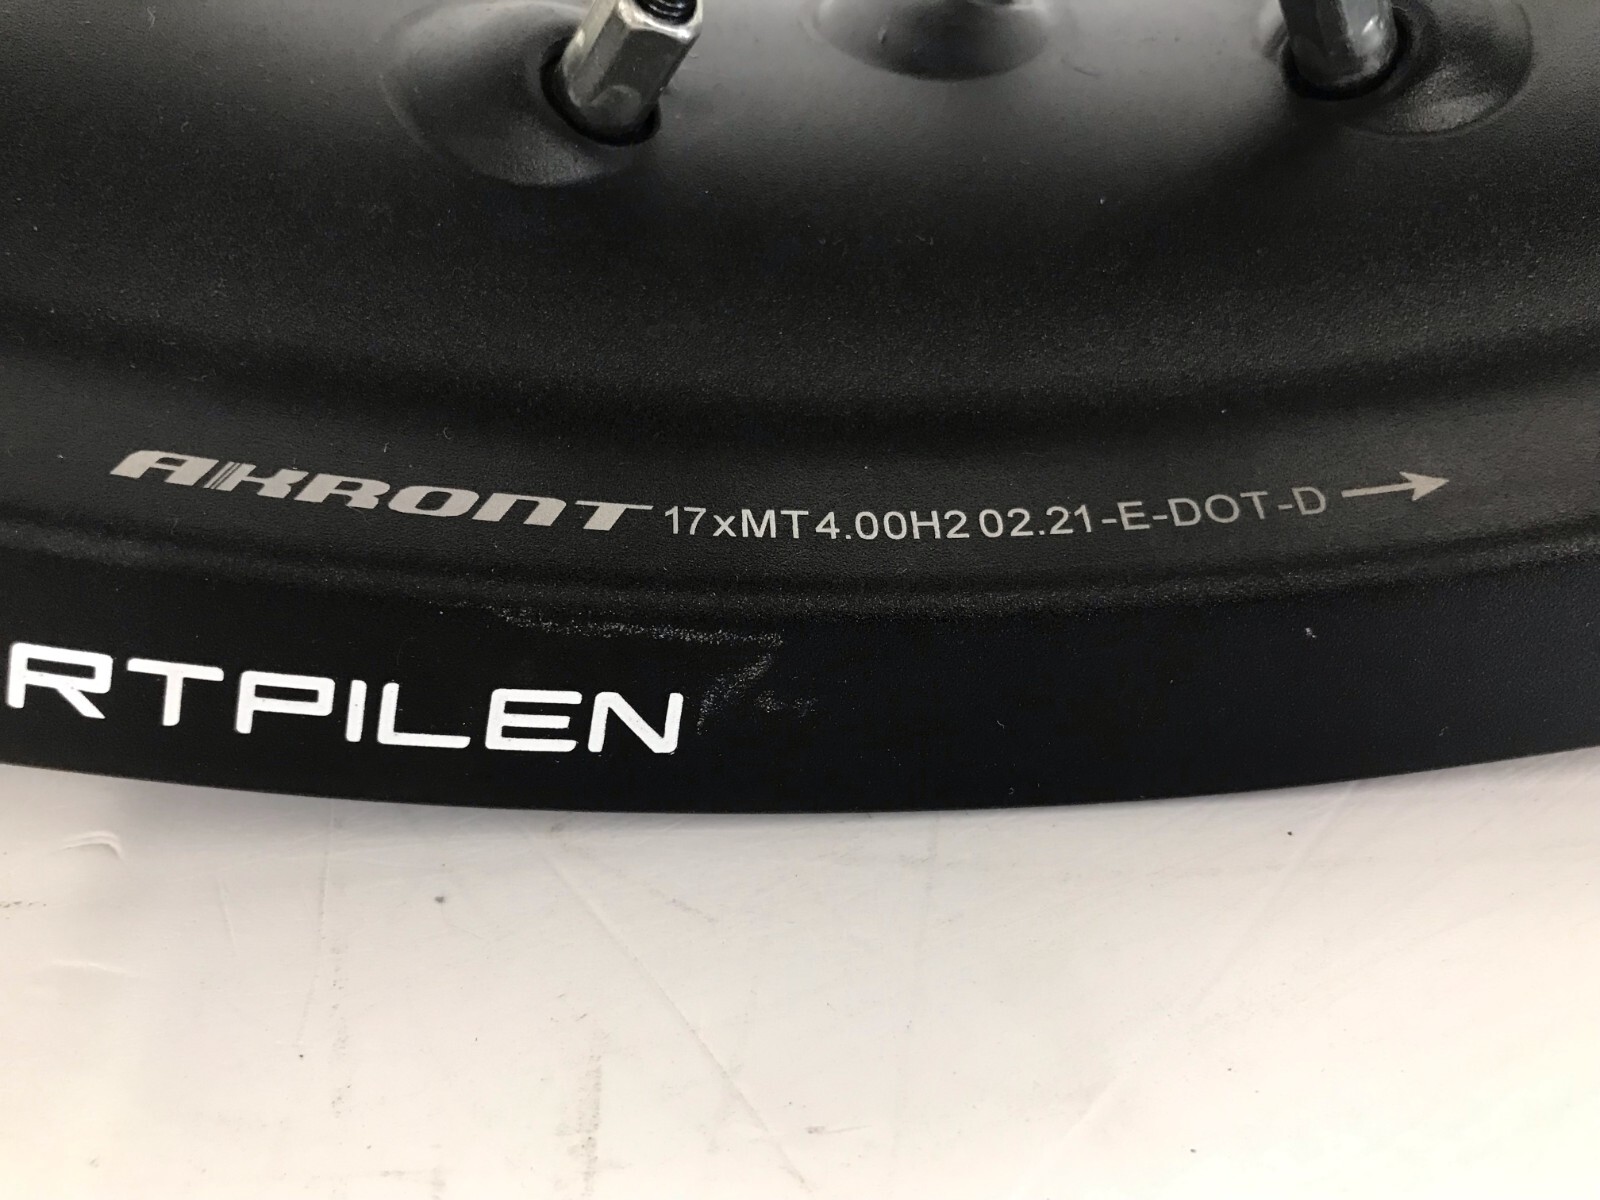 AKRONT 17xMT4.00H2 02.21-E-DOT-D →
RTPILEN